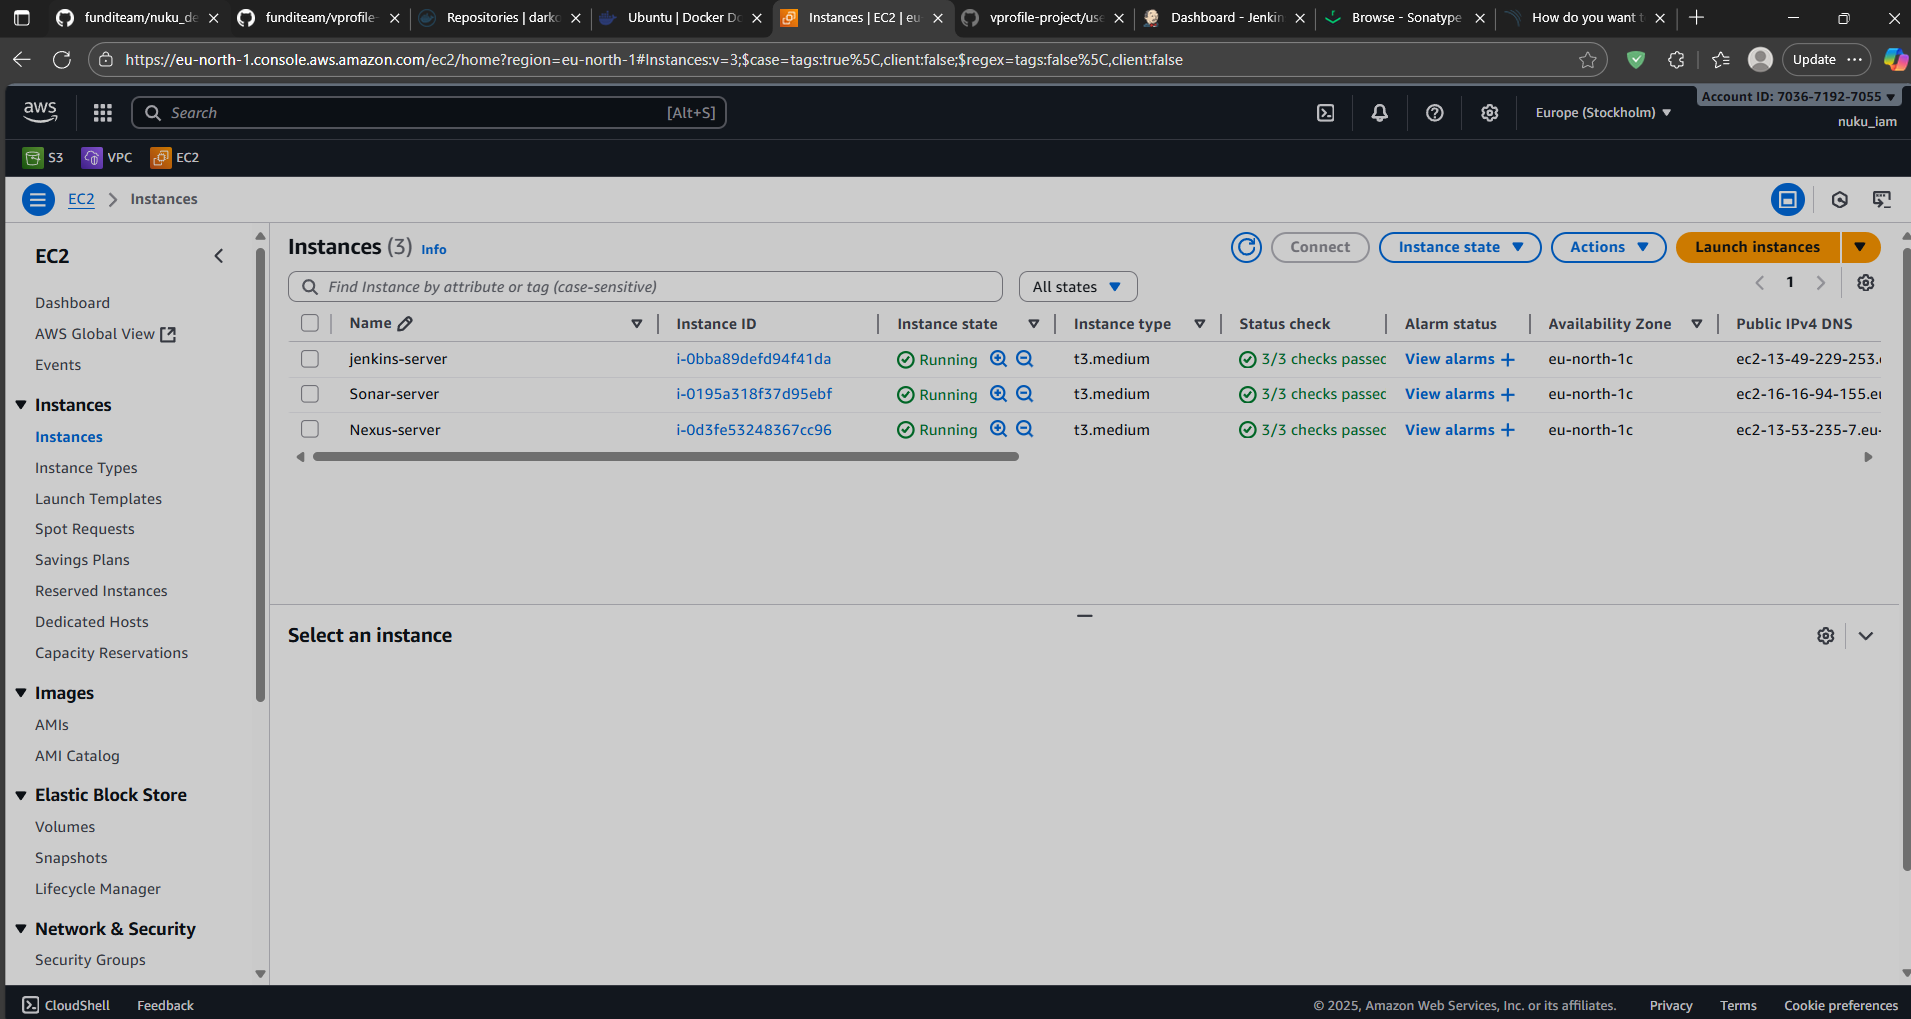 funditeam/nuku_de
funditeam/vprofile-
Repositories | darko
Ubuntu | Docker Do
Instances | EC2 | eu
vprofile-project/use
Dashboard - Jenkin
Browse - Sonatype
How do you want t
https://eu-north-1.console.aws.amazon.com/ec2/home?region=eu-north-1#Instances:v=3;$case=tags:true%5C,client:false;$regex=tags:false%5C,client:false
Update
aws
Search [Alt+S]
Europe (Stockholm)
Account ID: 7036-7192-7055
nuku_iam
S3 VPC EC2
EC2 Instances
EC2
Dashboard
AWS Global View
Events
Instances
Instances
Instance Types
Launch Templates
Spot Requests
Savings Plans
Reserved Instances
Dedicated Hosts
Capacity Reservations
Images
AMIs
AMI Catalog
Elastic Block Store
Volumes
Snapshots
Lifecycle Manager
Network & Security
Security Groups
Instances (3) Info
Connect Instance state Actions Launch instances
Find Instance by attribute or tag (case-sensitive)
All states
1
Name Instance ID Instance state Instance type Status check Alarm status Availability Zone Public IPv4 DNS
jenkins-server i-0bba89defd94f41da Running t3.medium 3/3 checks passec View alarms + eu-north-1c ec2-13-49-229-253.
Sonar-server i-0195a318f37d95ebf Running t3.medium 3/3 checks passec View alarms + eu-north-1c ec2-16-16-94-155.eu
Nexus-server i-0d3fe53248367cc96 Running t3.medium 3/3 checks passec View alarms + eu-north-1c ec2-13-53-235-7.eu-
Select an instance
CloudShell Feedback
© 2025, Amazon Web Services, Inc. or its affiliates. Privacy Terms Cookie preferences